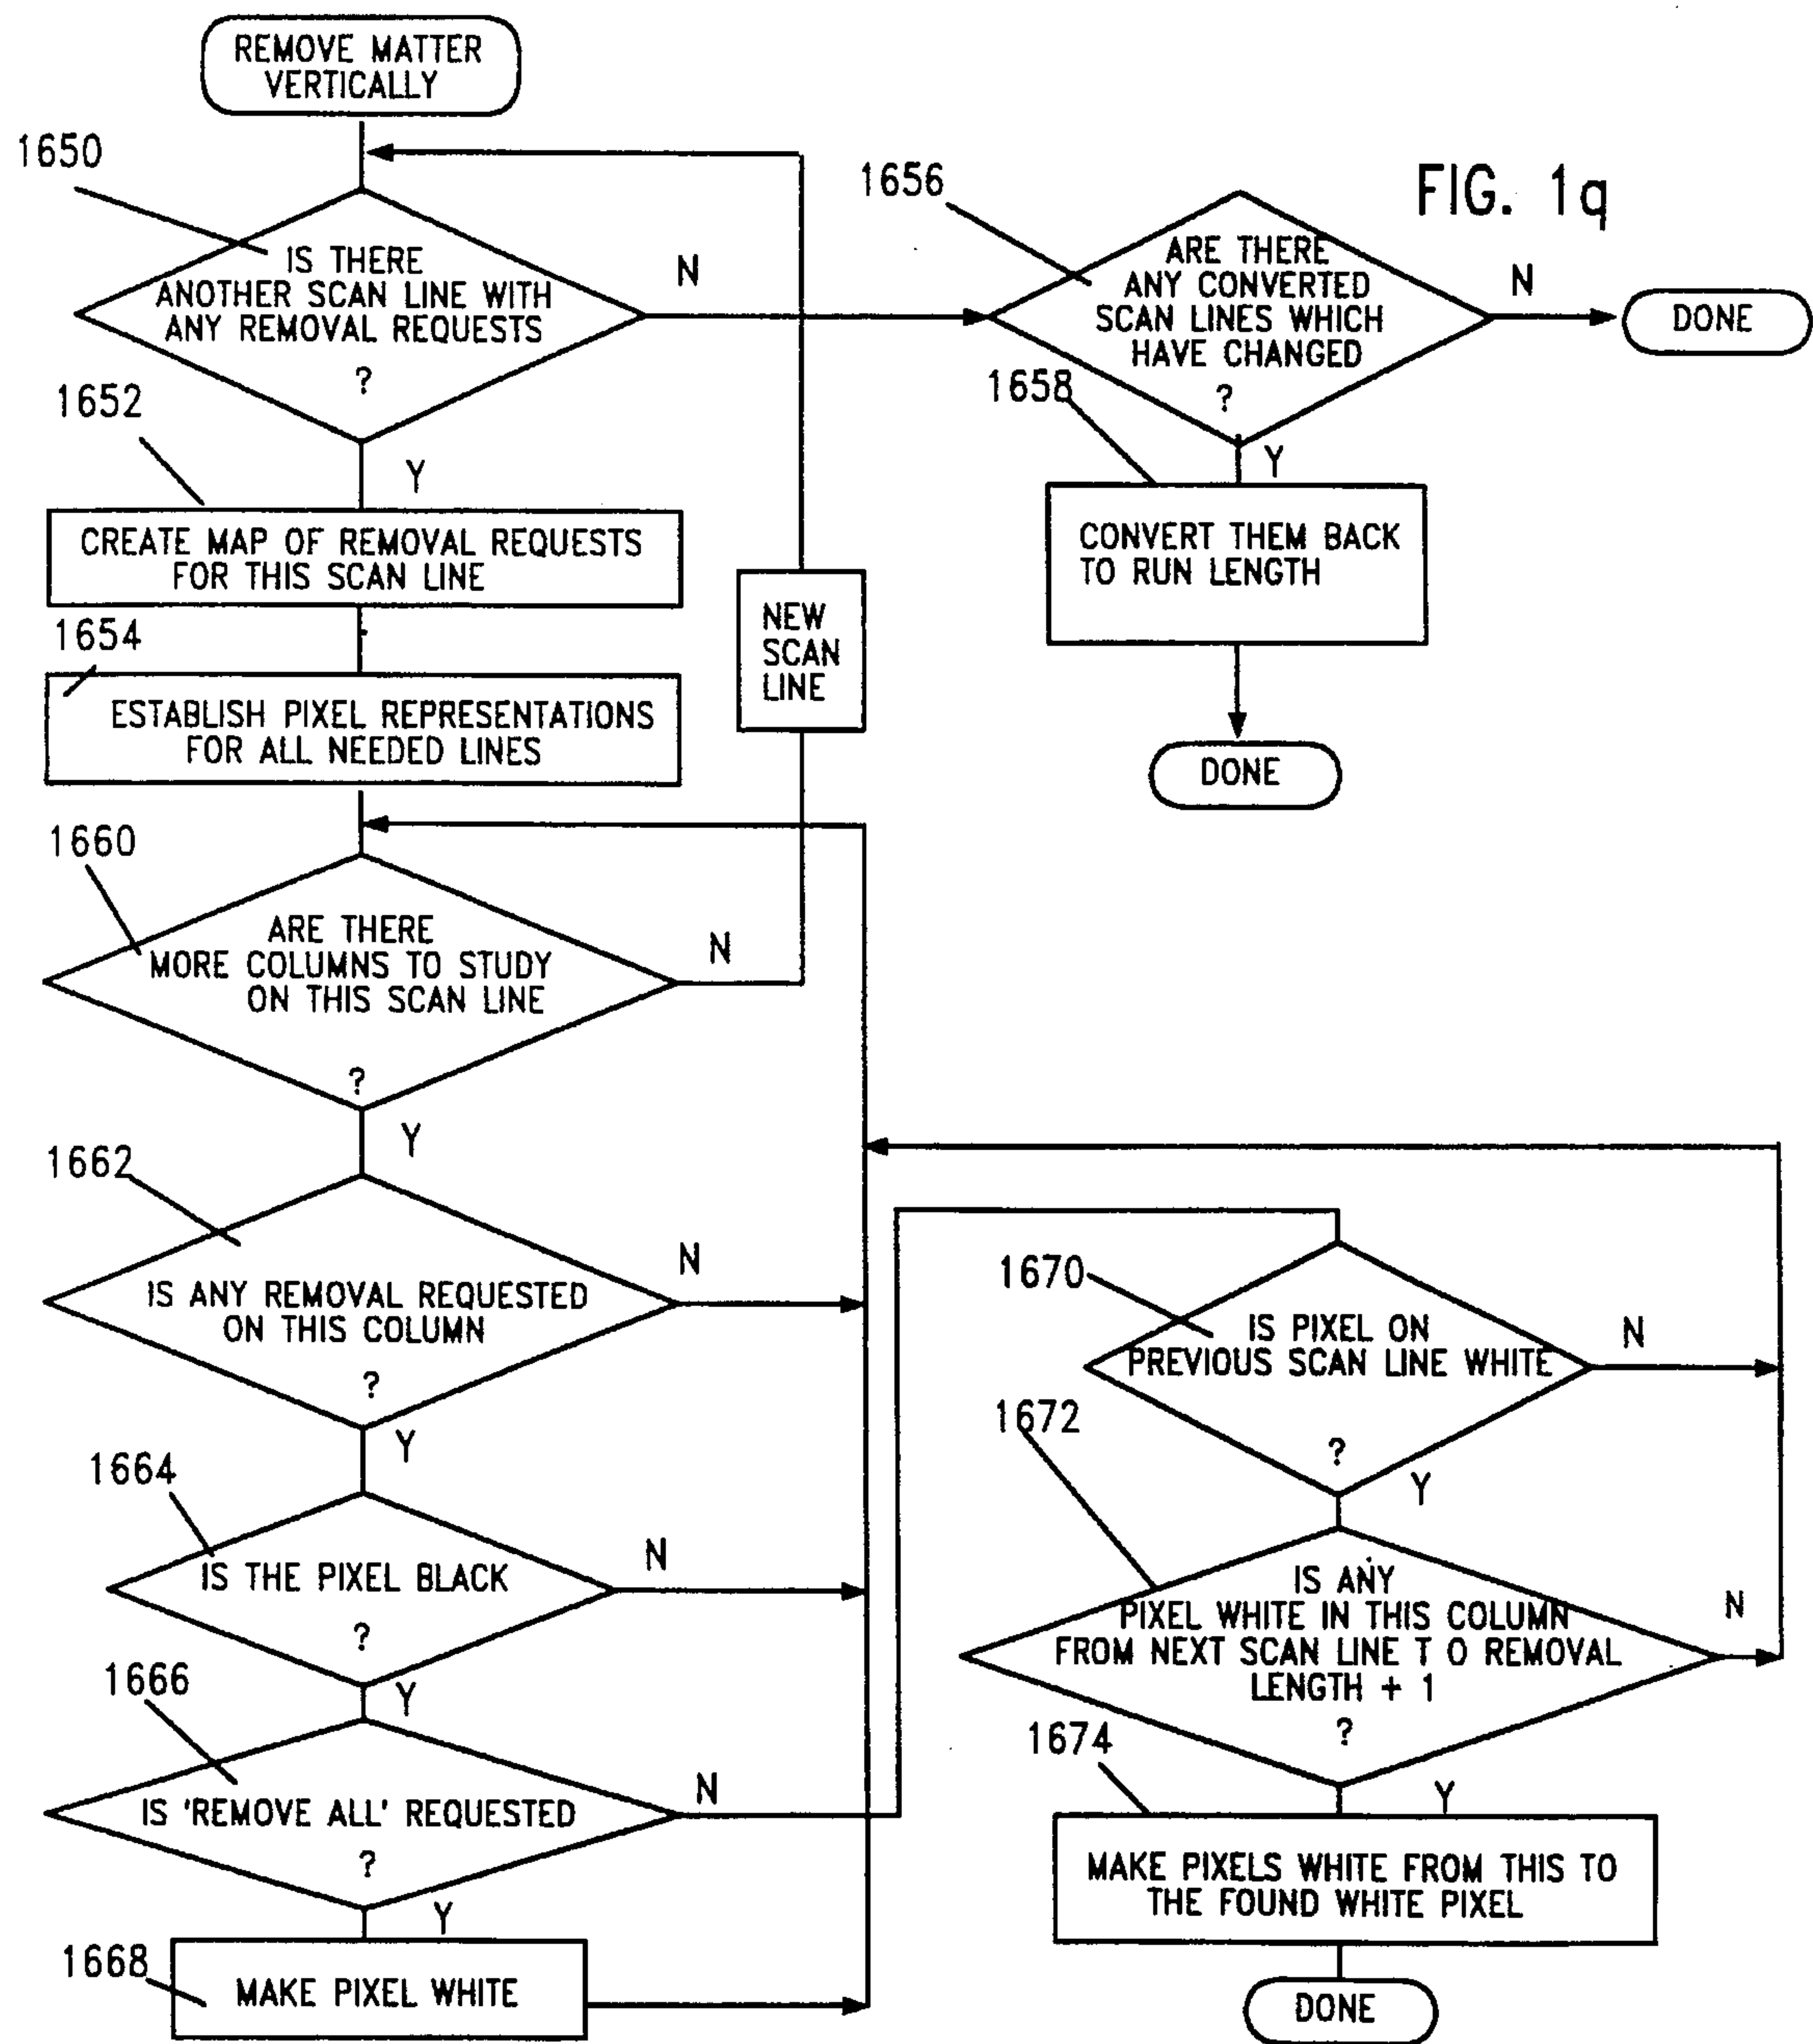 REMOVE MATTER
VERTICALLY
1650
IS THERE
ANOTHER SCAN LINE WITH
ANY REMOVAL REQUESTS
?
N
Y
1652
CREATE MAP OF REMOVAL REQUESTS
FOR THIS SCAN LINE
1654
ESTABLISH PIXEL REPRESENTATIONS
FOR ALL NEEDED LINES
NEW
SCAN
LINE
1656
FIG. 1q
ARE THERE
ANY CONVERTED
SCAN LINES WHICH
HAVE CHANGED
?
N
DONE
1658
Y
CONVERT THEM BACK
TO RUN LENGTH
DONE
1660
ARE THERE
MORE COLUMNS TO STUDY
ON THIS SCAN LINE
?
N
Y
1662
IS ANY REMOVAL REQUESTED
ON THIS COLUMN
?
N
Y
1664
IS THE PIXEL BLACK
?
N
Y
1666
IS 'REMOVE ALL' REQUESTED
?
N
Y
1668
MAKE PIXEL WHITE
1670
IS PIXEL ON
PREVIOUS SCAN LINE WHITE
?
N
Y
1672
IS ANY
PIXEL WHITE IN THIS COLUMN
FROM NEXT SCAN LINE T O REMOVAL
LENGTH + 1
?
N
Y
1674
MAKE PIXELS WHITE FROM THIS TO
THE FOUND WHITE PIXEL
DONE